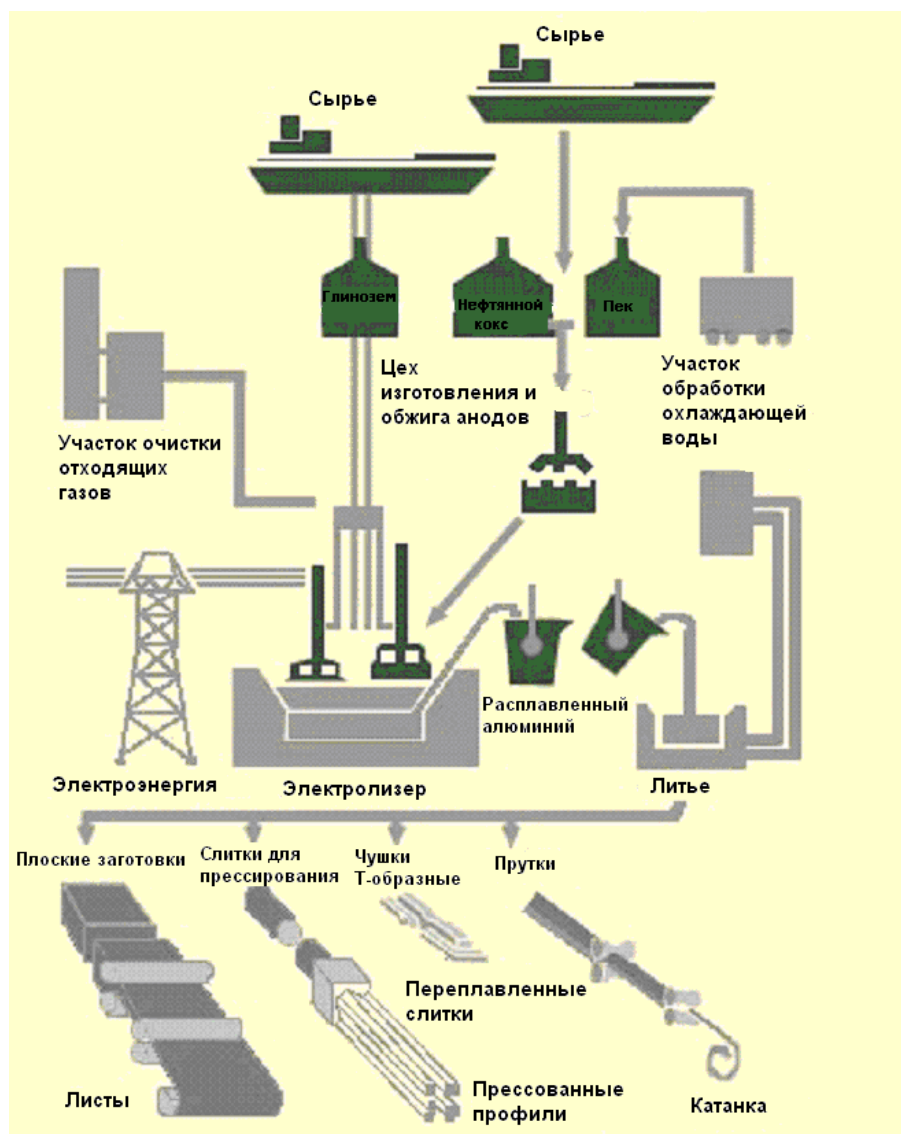 Сырье
Сырье
Глинозем
Нефтянной
кокс
Пек
Цех
изготовления и
обжига анодов
Участок
обработки
охлаждающей
воды
Участок очистки
отходящих
газов
Расплавленный
алюминий
Электроэнергия
Электролизер
Литье
Плоские заготовки
Слитки для
прессирования
Чушки
Т-образные
Прутки
Переплавленные
слитки
Листы
Прессованные
профили
Катанка